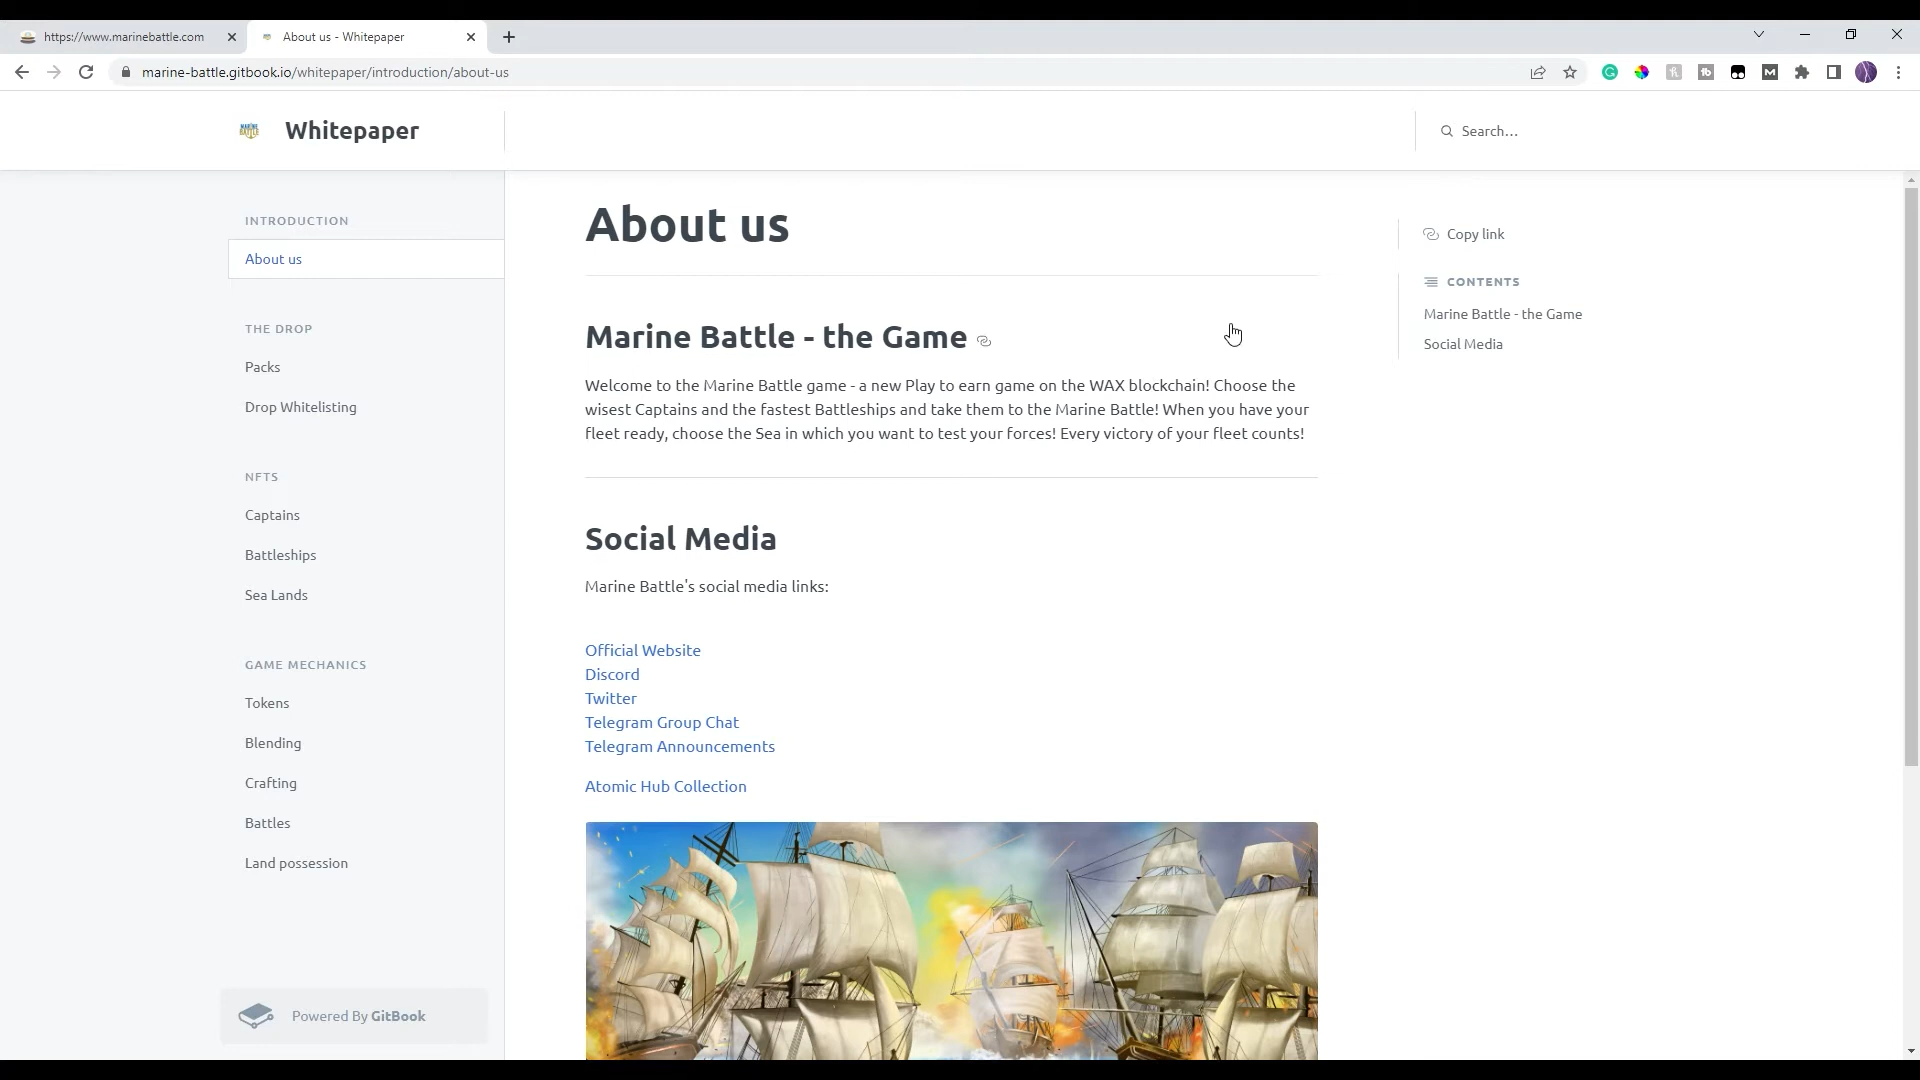 https://www.marinebattle.com
About us - Whitepaper
marine-battle.gitbook.io/whitepaper/introduction/about-us
MARINE BATTLE
Whitepaper
Search...
INTRODUCTION
About us
THE DROP
Packs
Drop Whitelisting
NFTS
Captains
Battleships
Sea Lands
GAME MECHANICS
Tokens
Blending
Crafting
Battles
Land possession
Powered By GitBook
About us
Marine Battle - the Game
Welcome to the Marine Battle game - a new Play to earn game on the WAX blockchain! Choose the
wisest Captains and the fastest Battleships and take them to the Marine Battle! When you have your
fleet ready, choose the Sea in which you want to test your forces! Every victory of your fleet counts!
Social Media
Marine Battle's social media links:
Official Website
Discord
Twitter
Telegram Group Chat
Telegram Announcements
Atomic Hub Collection
Copy link
CONTENTS
Marine Battle - the Game
Social Media